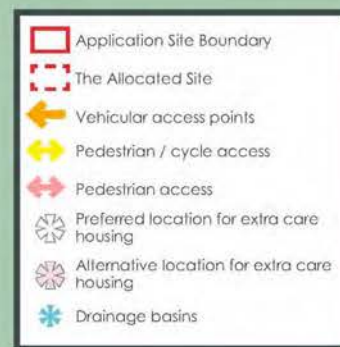 Application Site Boundary
The Allocated Site
Vehicular access points
Pedestrian / cycle access
Pedestrian access
Preferred location for extra care
housing
Alternative location for extra care
housing
Drainage basins